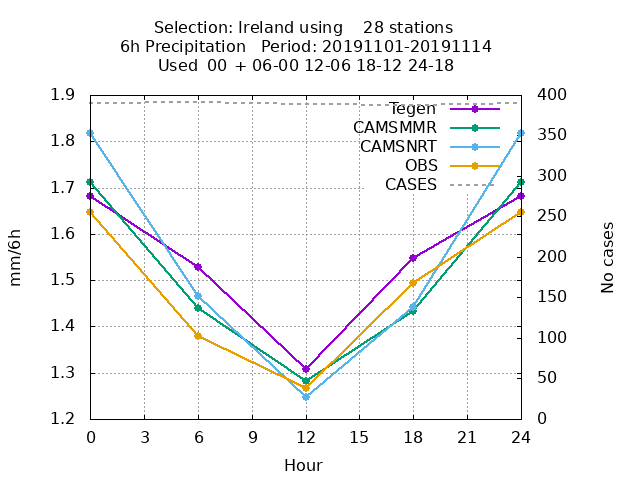 Selection: Ireland using    28 stations
6h Precipitation   Period: 20191101-20191114
Used  00 + 06-00 12-06 18-12 24-18
1.9
1.8
1.7
1.6
1.5
1.4
1.3
1.2
mm/6h
Tegen
CAMSMMR
CAMSNRT
OBS
CASES
400
350
300
250
200
150
100
50
0
No cases
0 3 6 9 12 15 18 21 24
Hour